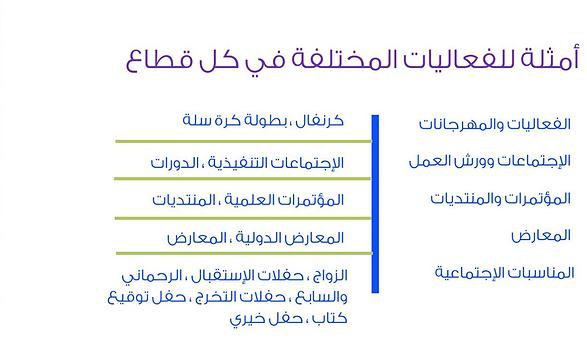 أمثلة للفعاليات المختلفة في كل قطاع
الفعاليات والمهرجانات
كرنفال ، بطولة كرة سلة
الإجتماعات وورش العمل
الإجتماعات التنفيذية ، الدورات
المؤتمرات والمنتديات
المؤتمرات العلمية ، المنتديات
المعارض
المعارض الدولية ، المعارض
المناسبات الإجتماعية
الزواج ، حفلات الإستقبال ، الرحماني
والسابع ، حفلات التخرج ، حفل توقيع
كتاب ، حفل خيري